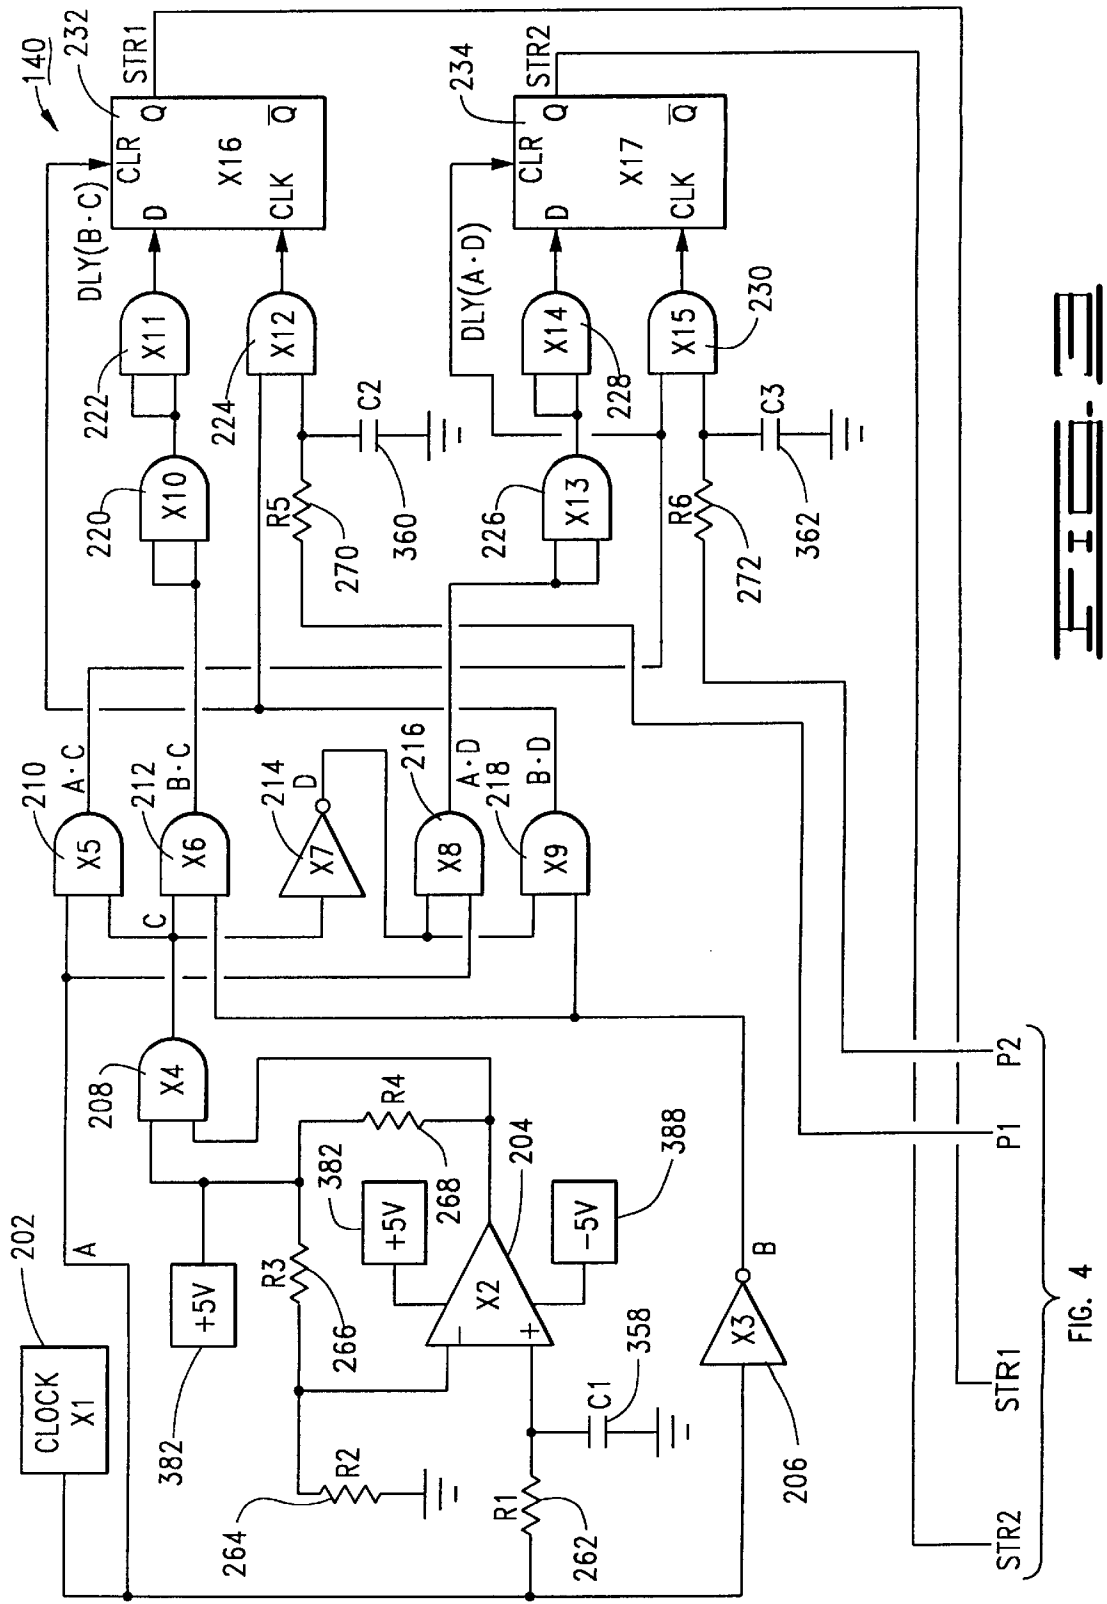 140
232
STR1
CLR
Q
X16
Q
D
CLK
DLY(B·C)
222
X11
224
X12
220
X10
R5
270
C2
360
234
STR2
CLR
Q
X17
Q
D
CLK
DLY(A·D)
X14
228
X15
230
226
X13
R6
272
C3
362
210
A·C
X5
212
B·C
X6
C
214
D
X7
216
A·D
X8
218
B·D
X9
208
X4
202
A
CLOCK
X1
+5V
382
R3
266
R4
268
382
+5V
X2
204
-5V
388
−
+
R2
264
R1
262
C1
358
B
X3
206
STR2
STR1
P1
P2
FIG. 4